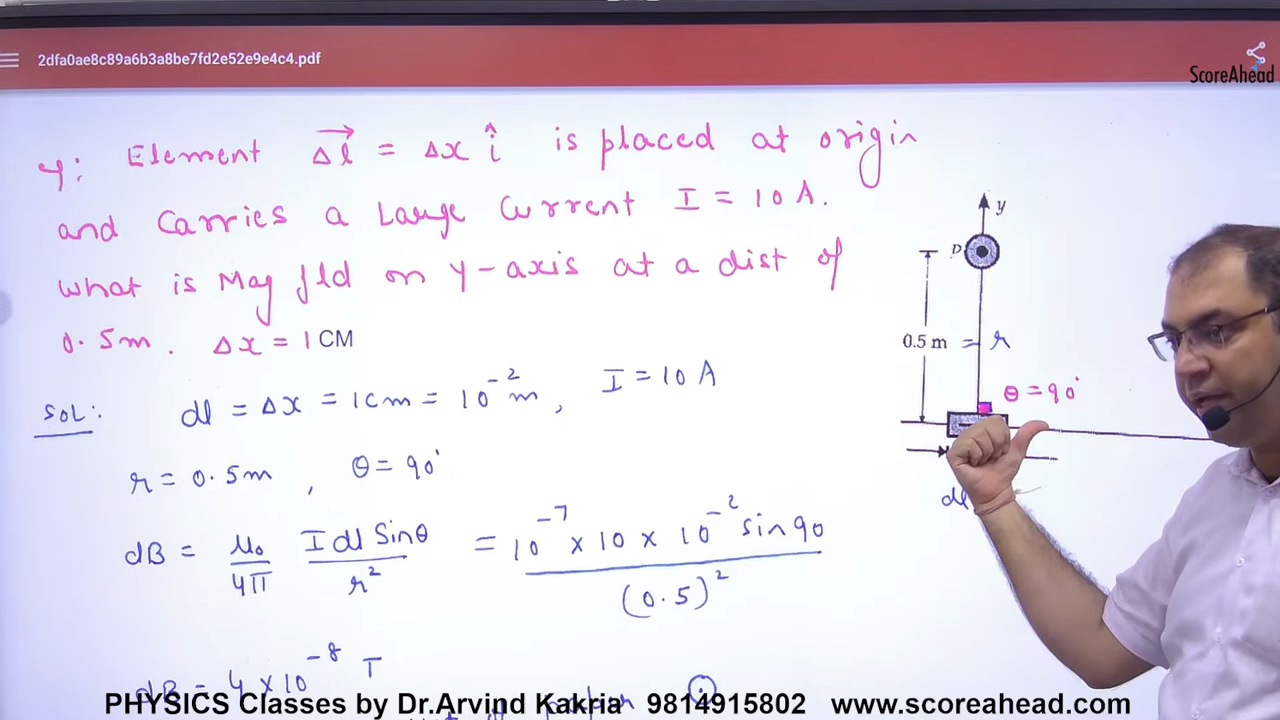 2dfa0ae8c89a6b3a8be7fd2e52e9e4c4.pdf
ScoreAhead
Element Δl = Δx î is placed at origin
and Carries a Large Current I = 10 A.
What is Mag fld on Y-axis at a dist of
0.5m. Δx = 1 CM
Sol: dl = Δx = 1cm = 10⁻² m, I = 10 A
r = 0.5m, θ = 90°
dB = μ₀/4π I dl Sinθ/r² = 10⁻⁷ x 10 x 10⁻² sin 90/(0.5)²
dB = 4 x 10⁻⁸ T
y
P
0.5 m = r
θ = 90°
dl
PHYSICS Classes by Dr.Arvind Kakria 9814915802 www.scoreahead.com